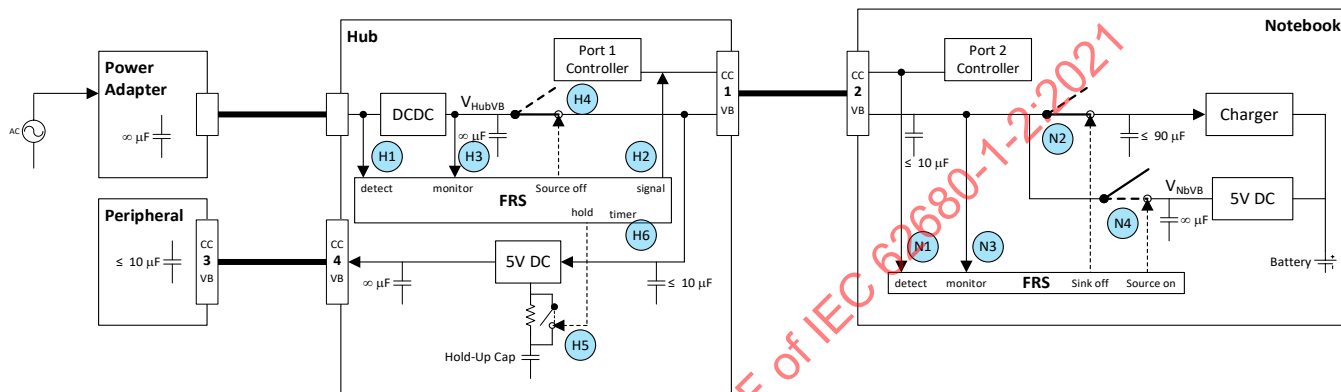 Hub
Notebook
Power
Adapter
AC
∞ µF
DCDC
V HubVB
∞ µF
Port 1
Controller
H4
CC
1
VB
H1
H3
H2
detect
monitor
Source off
signal
FRS
hold
timer
H6
Peripheral
≤ 10 µF
CC
3
VB
CC
4
VB
∞ µF
5V DC
≤ 10 µF
H5
Hold-Up Cap
CC
2
VB
Port 2
Controller
≤ 10 µF
N2
≤ 90 µF
Charger
V NbVB
∞ µF
5V DC
N4
N1
N3
Battery
detect
monitor
FRS
Sink off
Source on
F of IEC 62680-1-2:2021